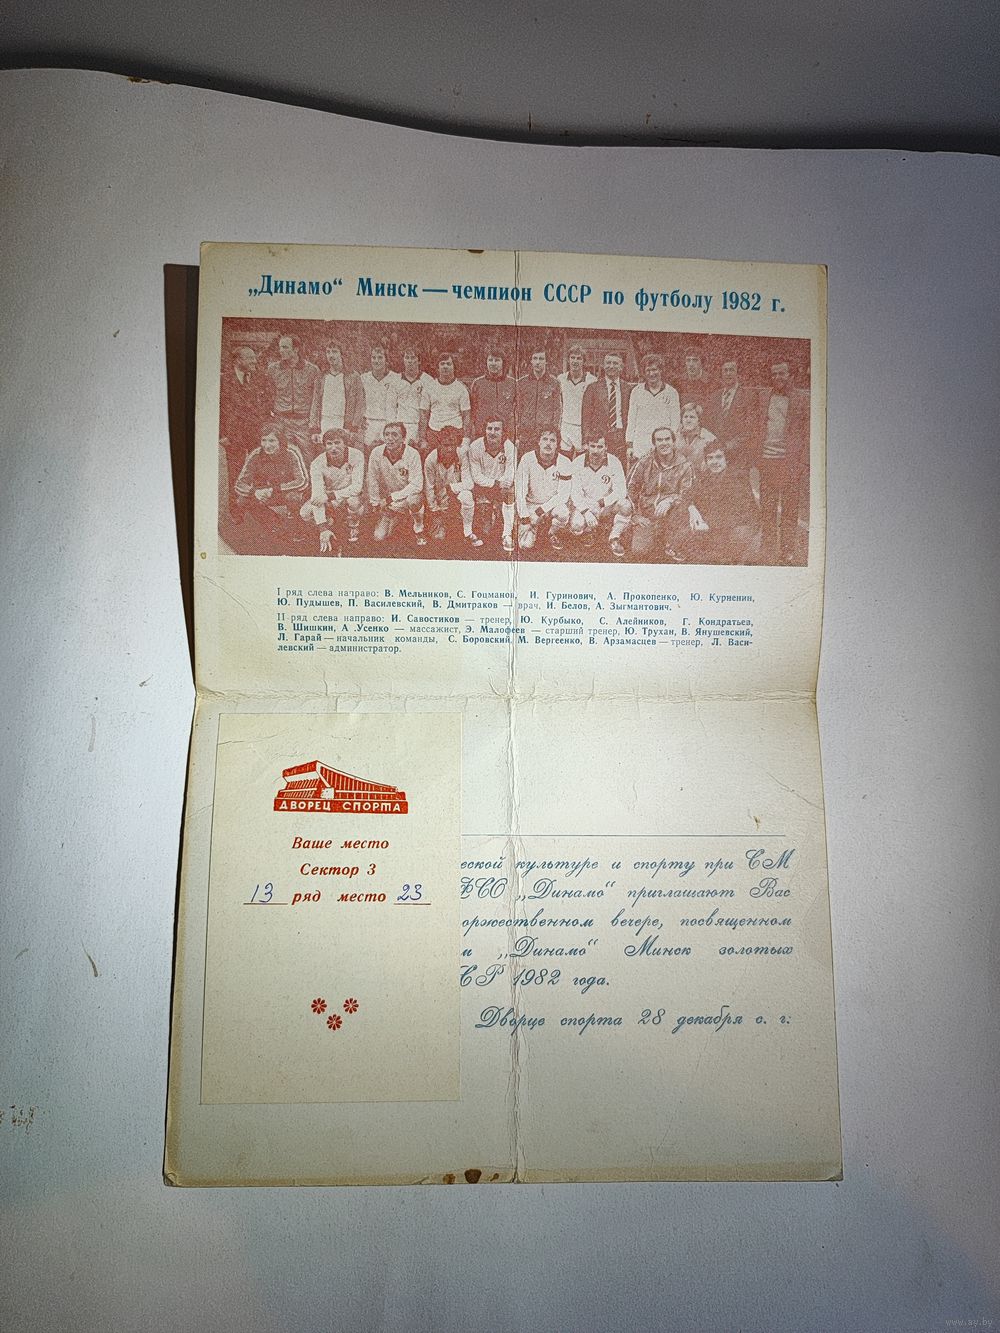 „Динамо“ Минск — чемпион СССР по футболу 1982 г.
I ряд слева направо: В. Мельников, С. Гоцманов, И. Гуринович, А. Прокопенко, Ю. Курненин,
Ю. Пудышев, П. Василевский, В. Дмитраков — врач, И. Белов, А. Зыгмантович.
II ряд слева направо: И. Савостиков — тренер, Ю. Курбыко, С. Алейников, Г. Кондратьев,
В. Шишкин, А. Усенко — массажист, Э. Малофеев — старший тренер, Ю. Трухан, В. Янушевский,
Л. Гарай — начальник команды, С. Боровский, М. Вергеенко, В. Арзамасцев — тренер, Л. Васи-
левский — администратор.
ДВОРЕЦ СПОРТА
Ваше место
Сектор 3
13 ряд место 23
еской культуре и спорту при СМ
ФСО „Динамо“ приглашают Вас
оржественном вечере, посвященном
м „Динамо“ Минск золотых
СР 1982 года.
Дворце спорта 28 декабря с. г.
www.ay.by